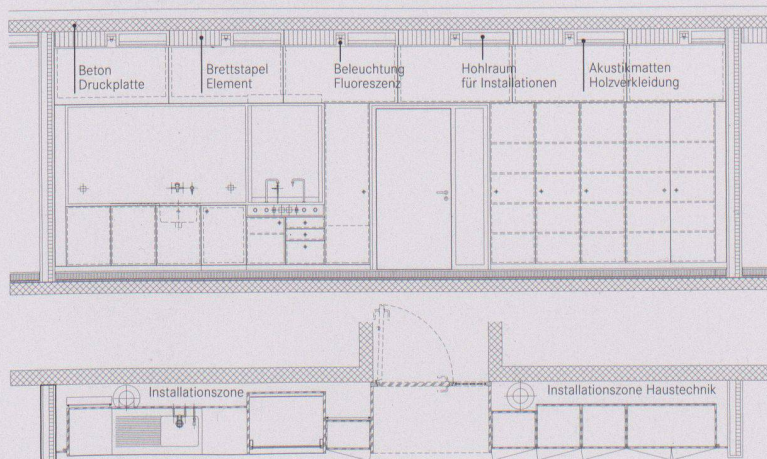 Beton
Druckplatte
Brettstapel
Element
Beleuchtung
Fluoreszenz
Hohlraum
für Installationen
Akustikmatten
Holzverkleidung
Installationszone
Installationszone Haustechnik